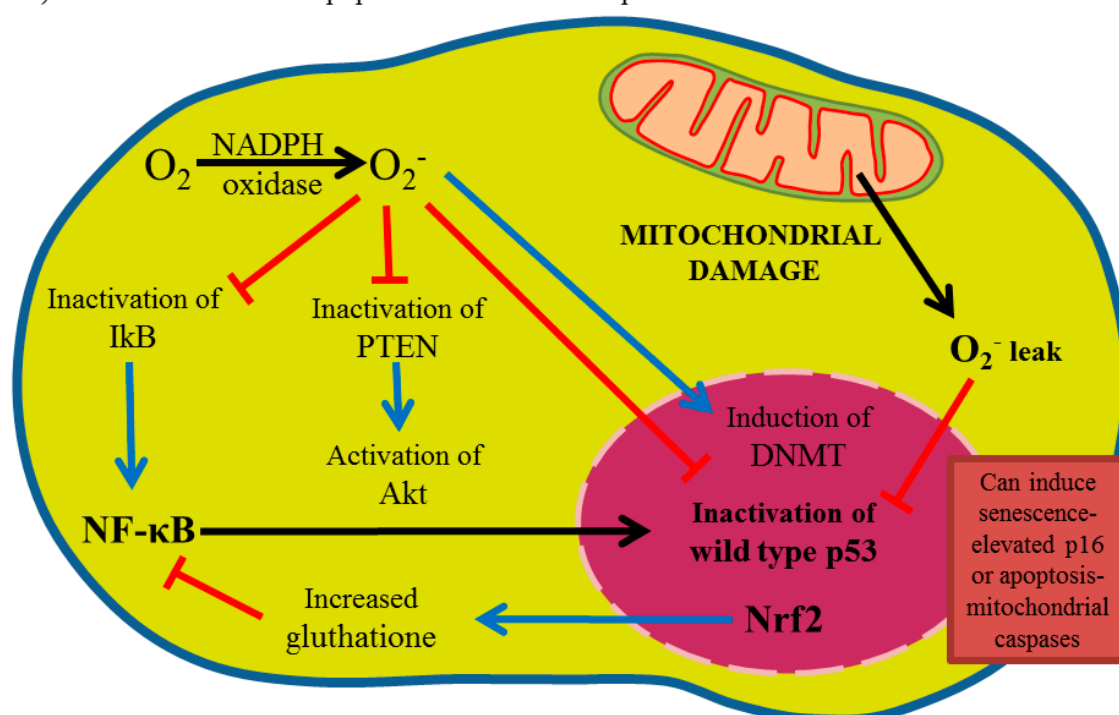 NADPH
O₂ O₂⁻
oxidase
MITOCHONDRIAL
DAMAGE
Inactivation of
IkB
Inactivation of
PTEN
O₂⁻ leak
Induction of
DNMT
Activation of
Akt
NF-κB
Inactivation of
wild type p53
Can induce
senescence-
elevated p16
or apoptosis-
mitochondrial
caspases
Increased
gluthatione
Nrf2